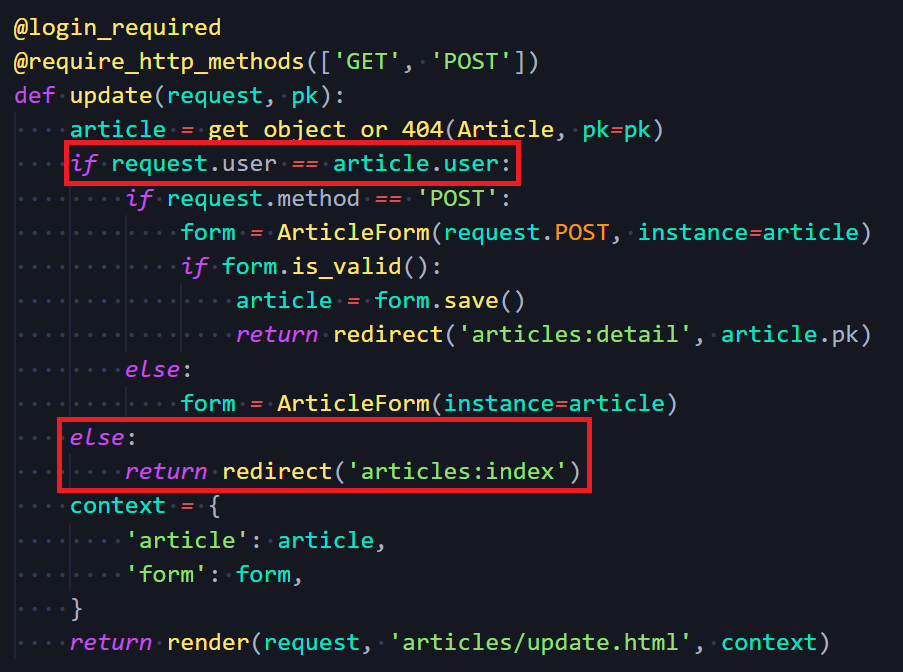 @login_required
@require_http_methods(['GET', 'POST'])
def update(request, pk):
    article = get_object_or_404(Article, pk=pk)
    if request.user == article.user:
        if request.method == 'POST':
            form = ArticleForm(request.POST, instance=article)
            if form.is_valid():
                article = form.save()
                return redirect('articles:detail', article.pk)
        else:
            form = ArticleForm(instance=article)
    else:
        return redirect('articles:index')
    context = {
        'article': article,
        'form': form,
    }
    return render(request, 'articles/update.html', context)